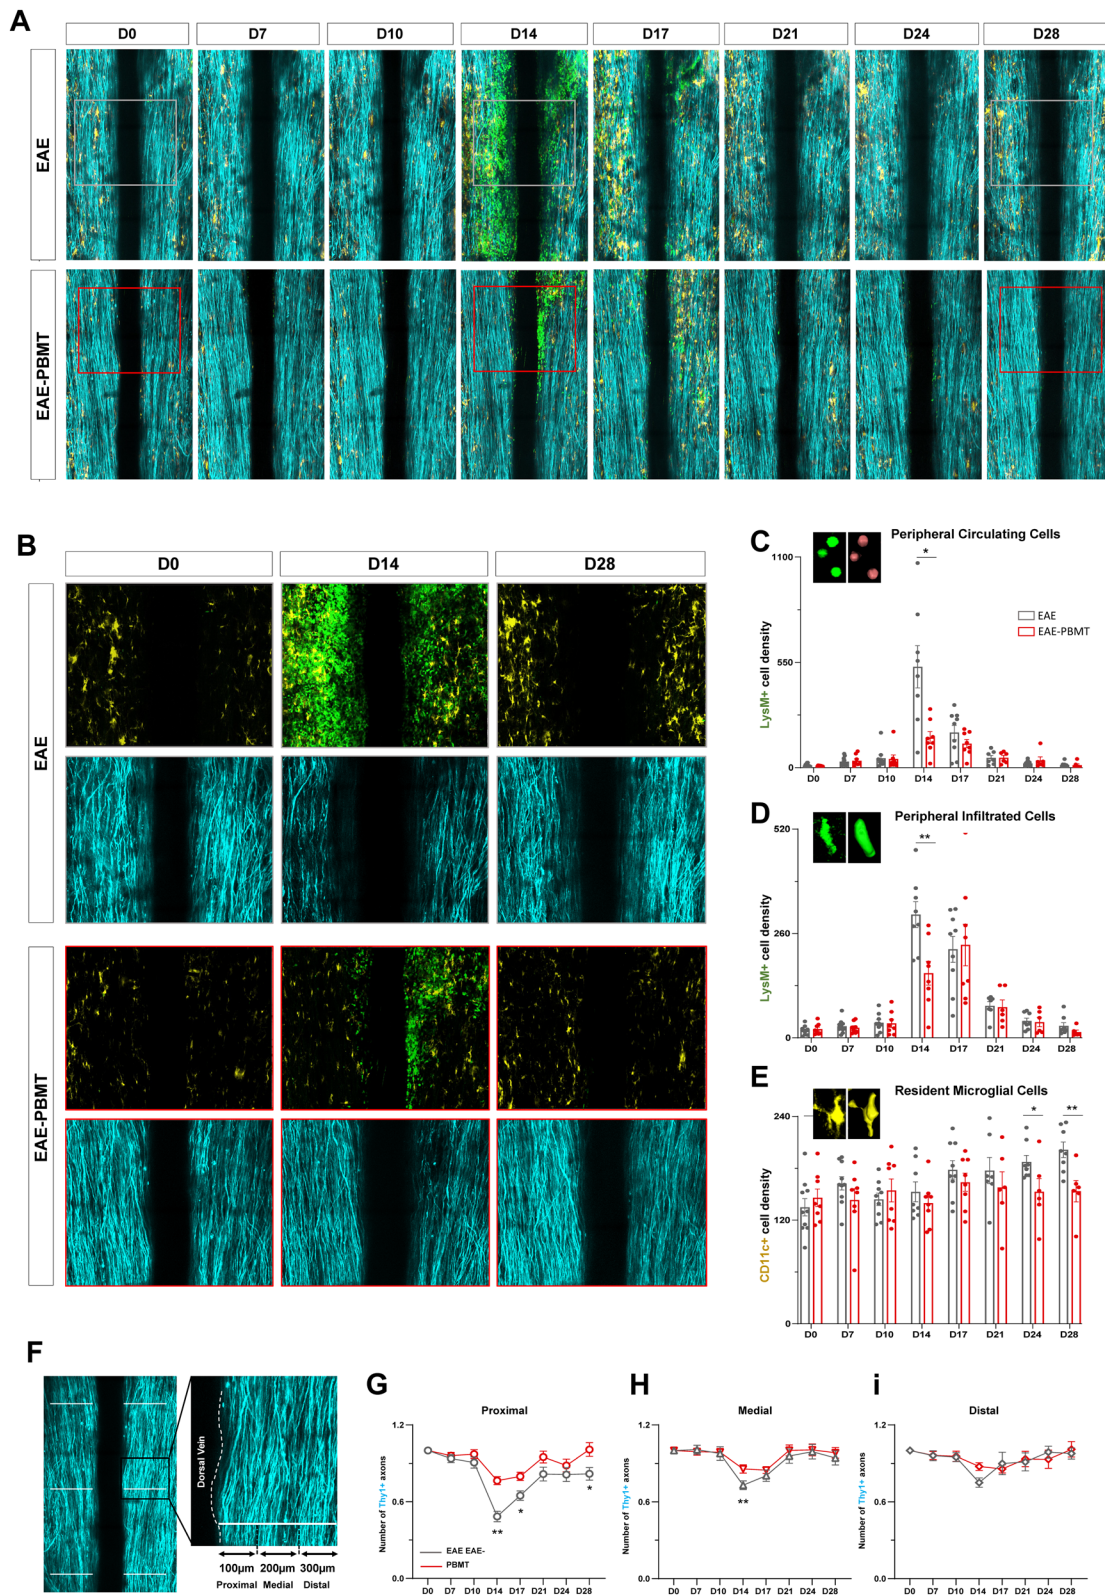 A
D0 D7 D10 D14 D17 D21 D24 D28
EAE
EAE-PBMT
B
D0 D14 D28
EAE
EAE-PBMT
C
Peripheral Circulating Cells
LysM+ cell density
1100
550
0
*
EAE
EAE-PBMT
D0 D7 D10 D14 D17 D21 D24 D28
D
Peripheral Infiltrated Cells
LysM+ cell density
520
260
0
**
D0 D7 D10 D14 D17 D21 D24 D28
E
Resident Microglial Cells
CD11c+ cell density
240
120
0
*
**
D0 D7 D10 D14 D17 D21 D24 D28
F
Dorsal Vein
100µm 200µm 300µm
Proximal Medial Distal
G
Proximal
Number of Thy1+ axons
1.2
0.9
0.6
0.0
**
*
*
EAE EAE-
PBMT
D0 D7 D10 D14 D17 D21 D24 D28
H
Medial
Number of Thy1+ axons
1.2
0.9
0.6
0.0
**
D0 D7 D10 D14 D17 D21 D24 D28
i
Distal
Number of Thy1+ axons
1.2
0.9
0.6
0.0
D0 D7 D10 D14 D17 D21 D24 D28